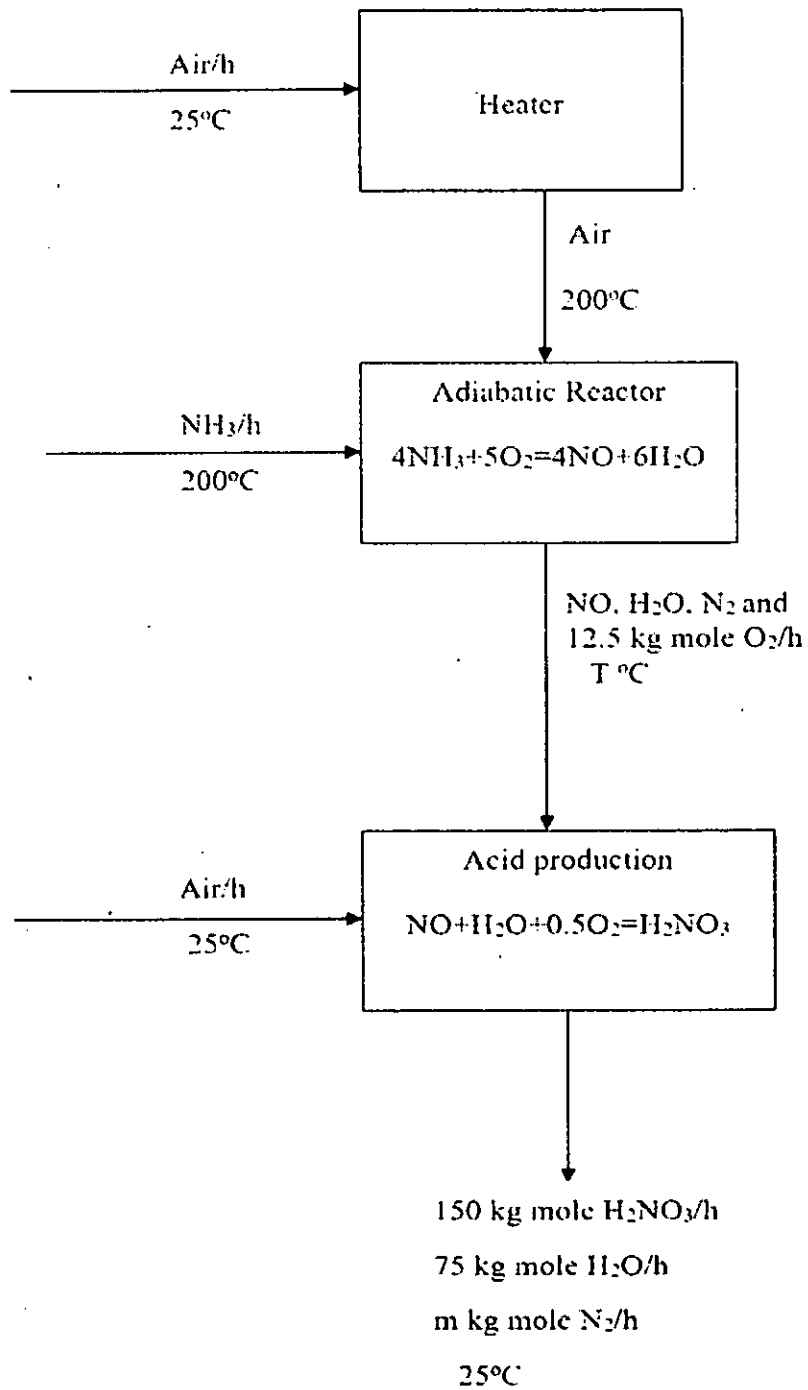 Air/h
25°C
Heater
Air
200°C
Adiabatic Reactor
NH₃/h
4NH₃+5O₂=4NO+6H₂O
200°C
NO, H₂O, N₂ and
12.5 kg mole O₂/h
T °C
Acid production
Air/h
NO+H₂O+0.5O₂=H₂NO₃
25°C
150 kg mole H₂NO₃/h
75 kg mole H₂O/h
m kg mole N₂/h
25°C